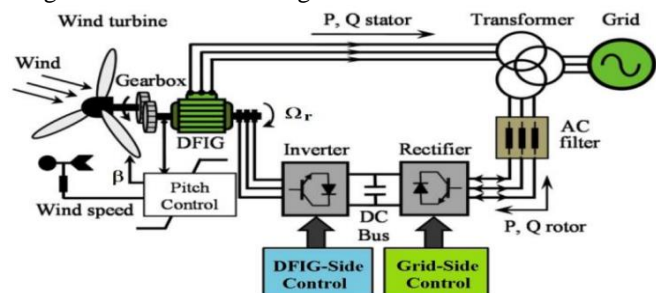 Wind turbine
P, Q stator
Transformer
Grid
Wind
Gearbox
Ωr
DFIG
Inverter
Rectifier
AC
filter
β
Pitch
Control
Wind speed
DC
Bus
P, Q rotor
DFIG-Side
Control
Grid-Side
Control